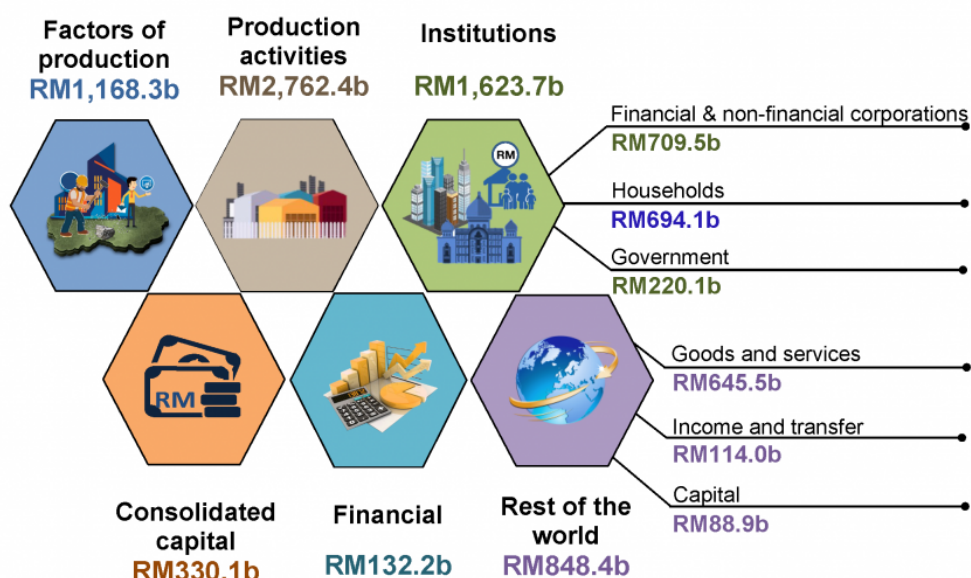 Factors of
production
RM1,168.3b
Production
activities
RM2,762.4b
Institutions
RM1,623.7b
RM
Financial & non-financial corporations
RM709.5b
Households
RM694.1b
Government
RM220.1b
RM
Goods and services
RM645.5b
Income and transfer
RM114.0b
Capital
RM88.9b
Consolidated
capital
RM330.1b
Financial
RM132.2b
Rest of the
world
RM848.4b